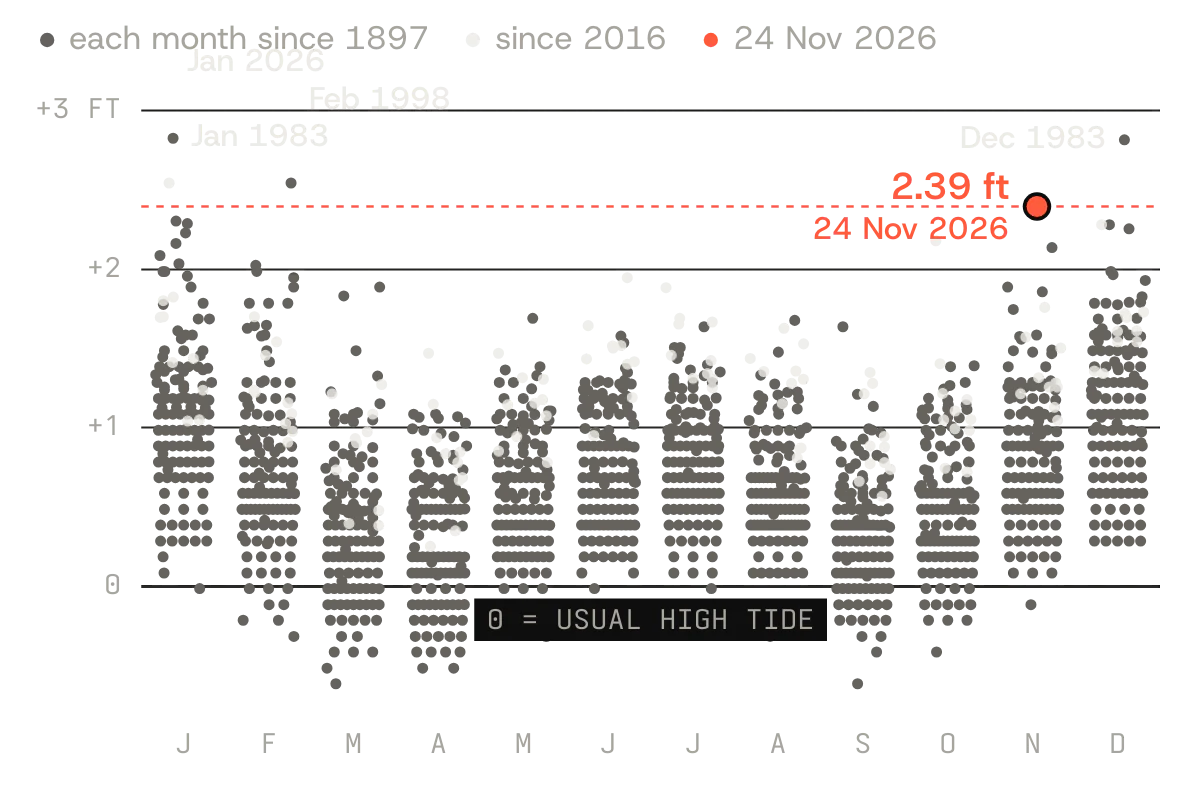 each month since 1897
since 2016
24 Nov 2026
Jan 2026
Feb 1998
+3 FT
Jan 1983
Dec 1983
2.39 ft
24 Nov 2026
+2
+1
0
0 = USUAL HIGH TIDE
J F M A M J J A S O N D